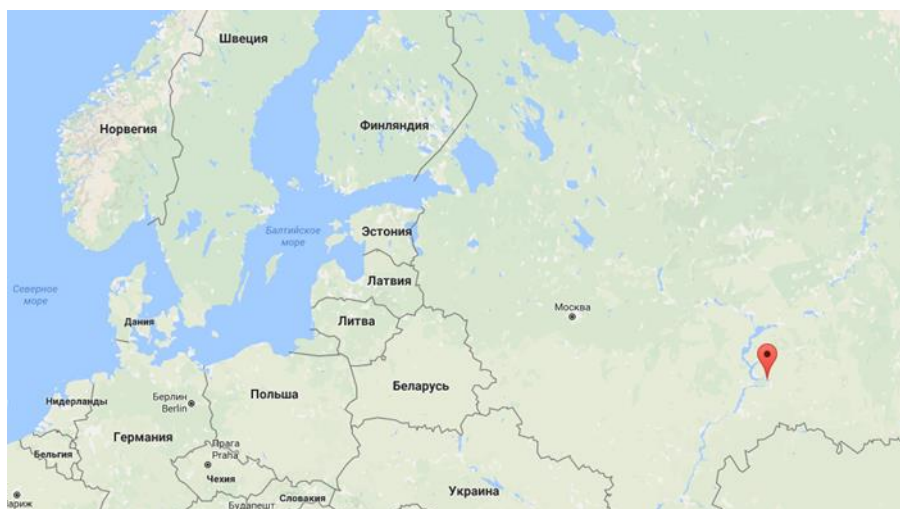 Швеция
Норвегия
Финляндия
Балтийское
море
Эстония
Северное
море
Латвия
Москва
Дания
Литва
Беларусь
Польша
Берлин
Berlin
Нидерланды
Германия
Прага
Praha
Бельгия
Чехия
Словакия
Украина
Будапешт
ариж